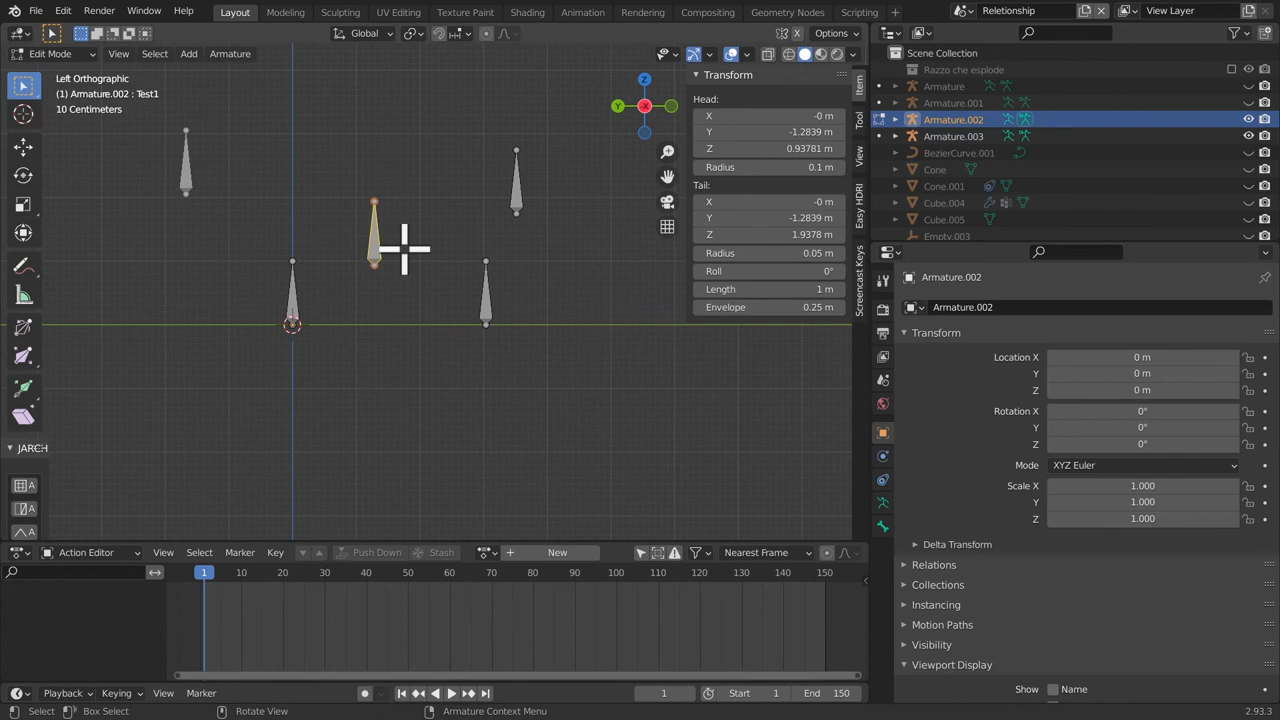 File Edit Render Window Help Layout Modeling Sculpting UV Editing Texture Paint Shading Animation Rendering Compositing Geometry Nodes Scripting + Relationship View Layer
Global Options
Edit Mode View Select Add Armature
Left Orthographic
(1) Armature.002 : Test1
10 Centimeters
Z
Y
X
JARCH
A
A
A
Transform
Head:
X -0 m
Y -1.2839 m
Z 0.93781 m
Radius 0.1 m
Tail:
X -0 m
Y -1.2839 m
Z 1.9378 m
Radius 0.05 m
Roll 0°
Length 1 m
Envelope 0.25 m
Item
Tool
View
Easy HDRI
Screencast Keys
Scene Collection
Razzo che esplode
Armature
Armature.001
Armature.002
Armature.003
BezierCurve.001
Cone
Cone.001
Cube.004
Cube.005
Empty.003
Armature.002
Armature.002
Transform
Location X 0 m
Y 0 m
Z 0 m
Rotation X 0°
Y 0°
Z 0°
Mode XYZ Euler
Scale X 1.000
Y 1.000
Z 1.000
Delta Transform
Relations
Collections
Instancing
Motion Paths
Visibility
Viewport Display
Show Name
Action Editor View Select Marker Key Push Down Stash + New Nearest Frame
1 10 20 30 40 50 60 70 80 90 100 110 120 130 140 150
Playback Keying View Marker 1 Start 1 End 150
Select Box Select Rotate View Armature Context Menu 2.93.3